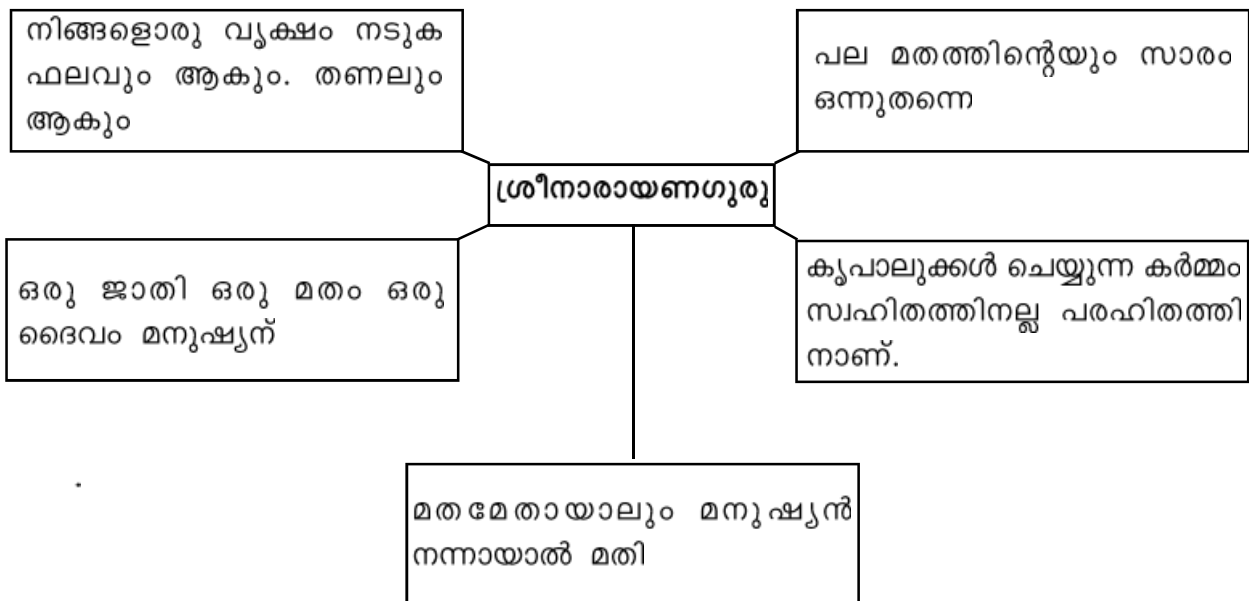 നിങ്ങളൊരു വൃക്ഷം നടുക
ഫലവും ആകും. തണലും
ആകും
പല മതത്തിന്റെയും സാരം
ഒന്നുതന്നെ
ശ്രീനാരായണഗുരു
ഒരു ജാതി ഒരു മതം ഒരു
ദൈവം മനുഷ്യന്
കൃപാലുക്കൾ ചെയ്യുന്ന കർമ്മം
സ്വഹിതത്തിനല്ല പരഹിതത്തി
നാണ്.
മതമേതായാലും മനുഷ്യൻ
നന്നായാൽ മതി